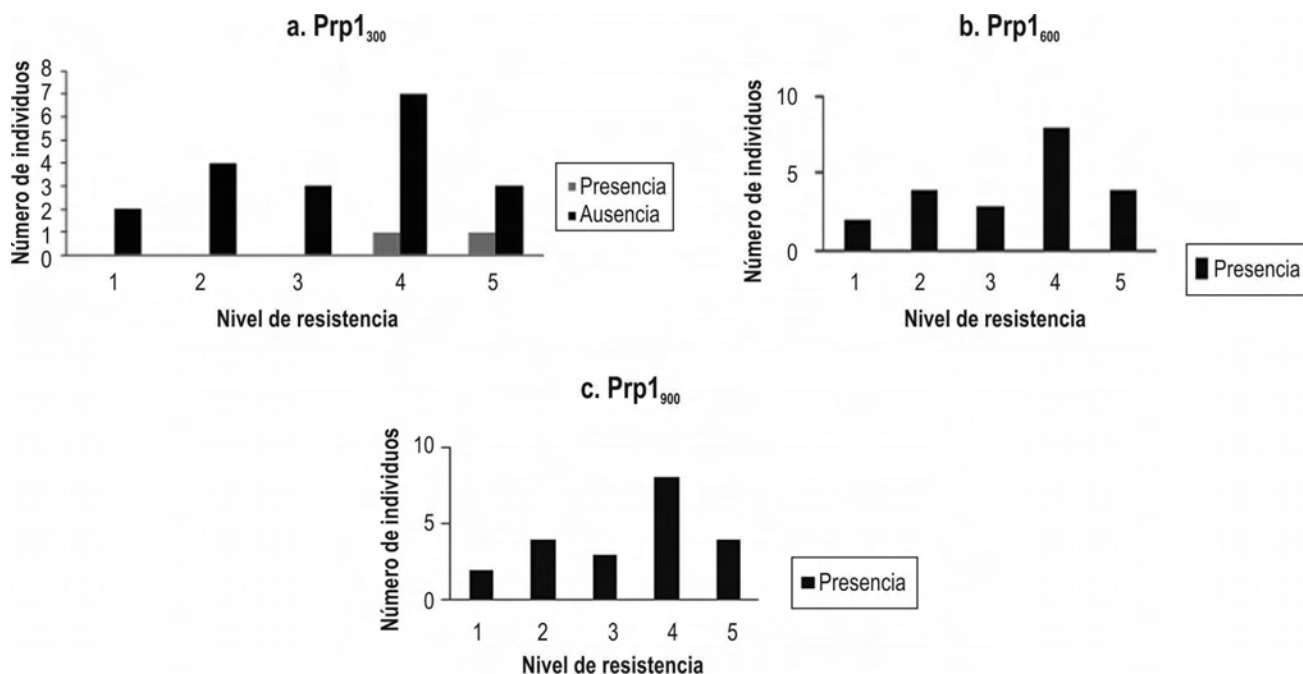 a. Prp1₃₀₀
Número de individuos
8
7
6
5
4
3
2
1
0
1 2 3 4 5
Nivel de resistencia
Presencia
Ausencia
b. Prp1₆₀₀
Número de individuos
10
5
0
1 2 3 4 5
Nivel de resistencia
Presencia
c. Prp1₉₀₀
Número de individuos
10
5
0
1 2 3 4 5
Nivel de resistencia
Presencia